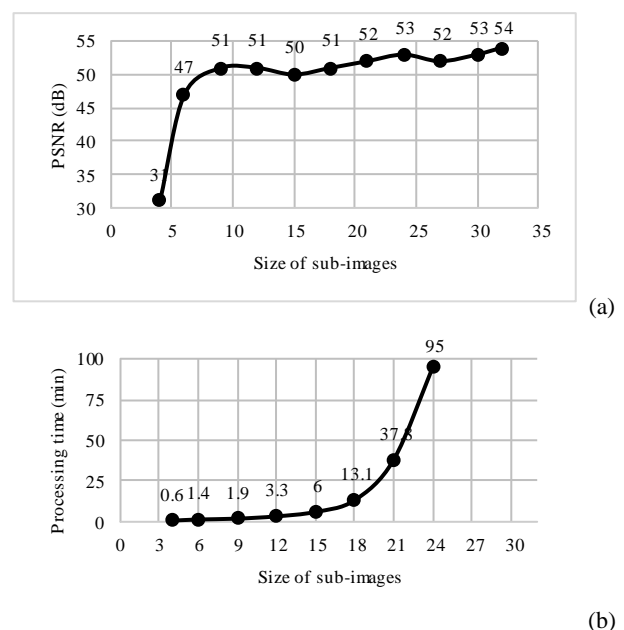 51 51 50 51 52 53 52 53 54
47
31
55
50
45
40
35
30
PSNR (dB)
0 5 10 15 20 25 30 35
Size of sub-images
(a)
95
37.8
13.1
0.6 1.4 1.9 3.3 6
100
75
50
25
0
Processing time (min)
0 3 6 9 12 15 18 21 24 27 30
Size of sub-images
(b)